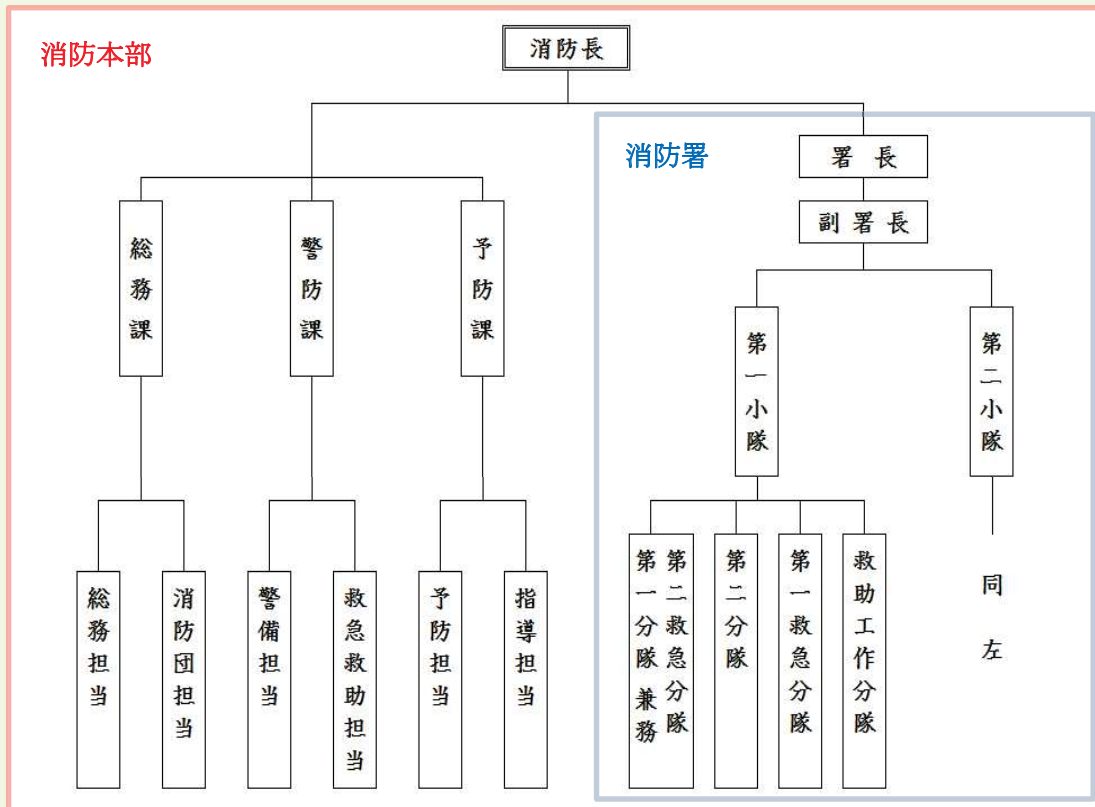 消防本部
消防長
消防署
署長
副署長
総務課
警防課
予防課
第一小隊
第二小隊
総務担当
消防団担当
警備担当
救急救助担当
予防担当
指導担当
第二救急分隊
第一分隊 兼務
第二分隊
第一救急分隊
救助工作分隊
同左